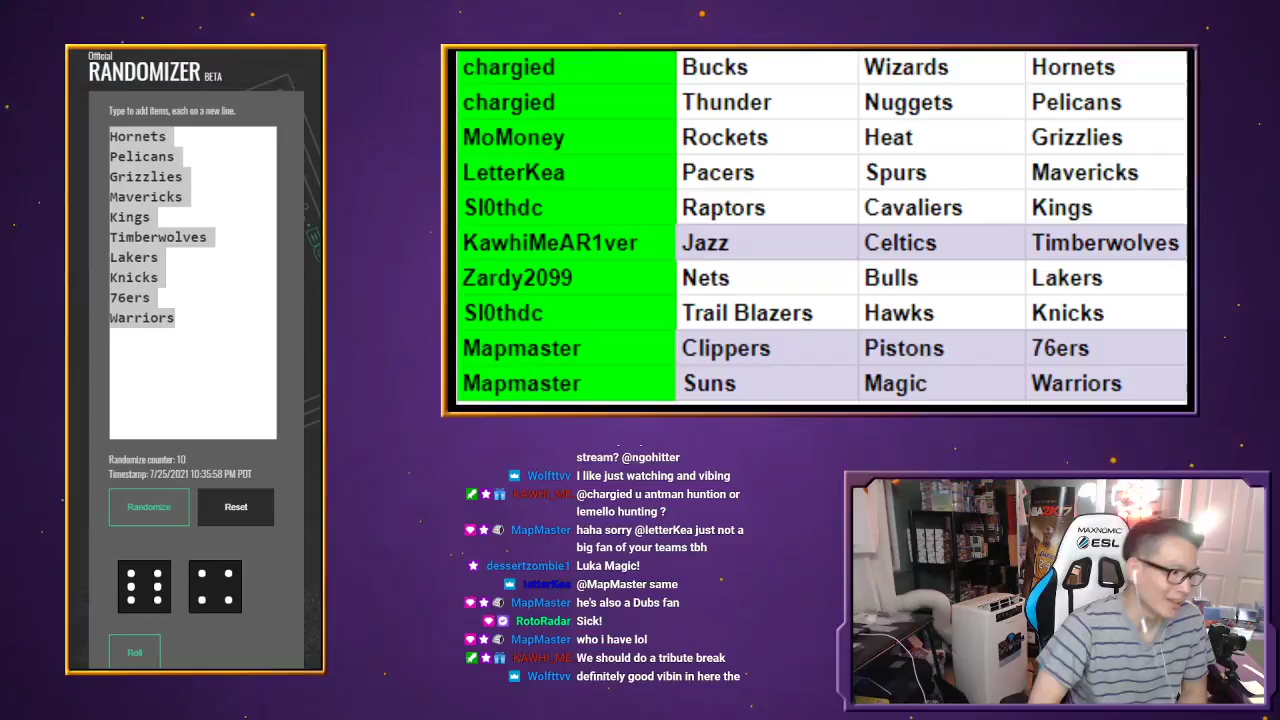 Official
RANDOMIZER BETA
Type to add items, each on a new line.
Hornets
Pelicans
Grizzlies
Mavericks
Kings
Timberwolves
Lakers
Knicks
76ers
Warriors
Randomize counter: 10
Timestamp: 7/25/2021 10:35:58 PM PDT
Randomize Reset
Roll
chargied Bucks Wizards Hornets
chargied Thunder Nuggets Pelicans
MoMoney Rockets Heat Grizzlies
LetterKea Pacers Spurs Mavericks
Sl0thdc Raptors Cavaliers Kings
KawhiMeAR1ver Jazz Celtics Timberwolves
Zardy2099 Nets Bulls Lakers
Sl0thdc Trail Blazers Hawks Knicks
Mapmaster Clippers Pistons 76ers
Mapmaster Suns Magic Warriors
stream? @ngohitter
Wolfttvv I like just watching and vibing
KAWHI_ME @chargied u antman huntion or
lemello hunting ?
MapMaster haha sorry @letterKea just not a
big fan of your teams tbh
dessertzombie1 Luka Magic!
letterKea @MapMaster same
MapMaster he's also a Dubs fan
RotoRadar Sick!
MapMaster who i have lol
KAWHI_ME We should do a tribute break
Wolfttvv definitely good vibin in here the
MAXNOMIC
ESL
2K17